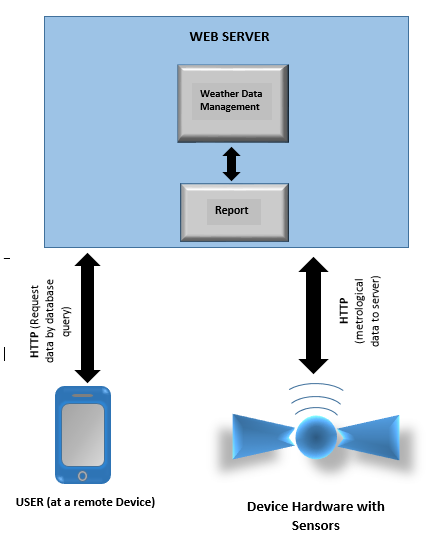 WEB SERVER
Weather Data
Management
Report
HTTP (Request
data by database
query)
HTTP
(metrological
data to server)
USER (at a remote Device)
Device Hardware with
Sensors